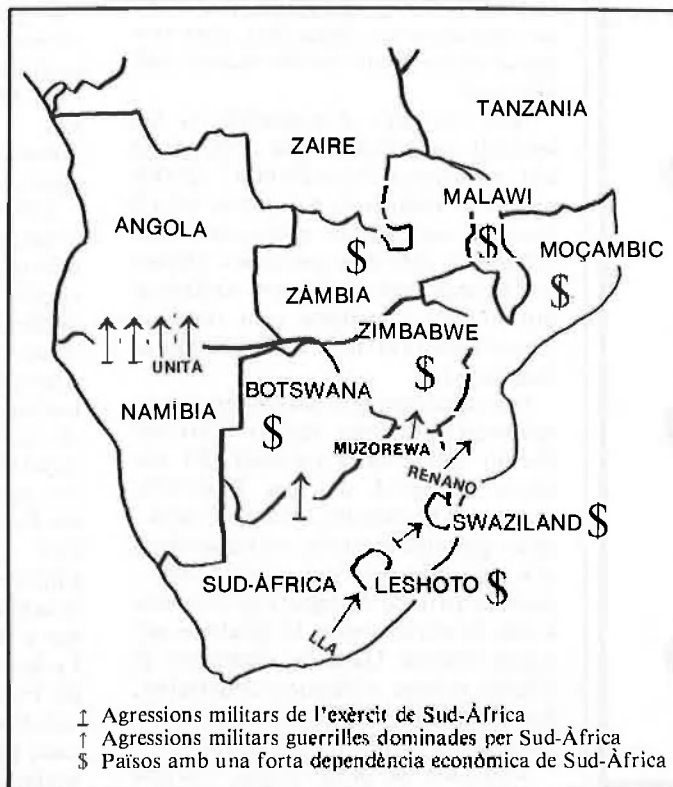 TANZÀNIA
ZAIRE
MALAWI
ANGOLA
$
MOÇAMBIC
$
$
ZÀMBIA
ZIMBABWE
UNITA
BOTSWANA
$
NAMÍBIA
$
MUZOREWA
RENANO
SWAZILAND $
SUD-ÀFRICA
LESHOTO $
LLA
Agressions militars de l'exèrcit de Sud-Àfrica
Agressions militars guerrilles dominades per Sud-Àfrica
$ Països amb una forta dependència econòmica de Sud-Àfrica